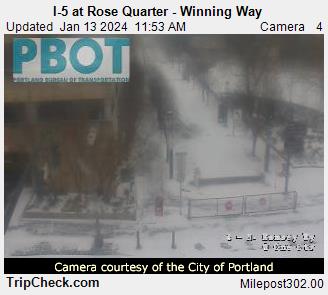 I-5 at Rose Quarter - Winning Way
Updated Jan 13 2024 11:53 AM Camera 4
PBOT
PORTLAND BUREAU OF TRANSPORTATION
Camera courtesy of the City of Portland
TripCheck.com Milepost302.00